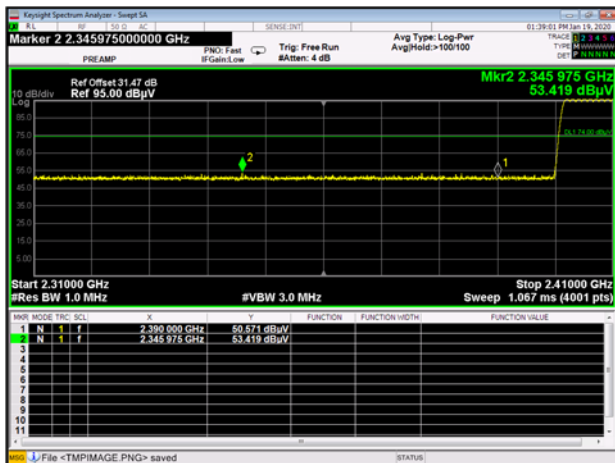 Keysight Spectrum Analyzer - Swept SA
RL RF 50 Ω AC SENSE:INT 01:39:01 PM Jan 19, 2020
Marker 2 2.345975000000 GHz
PREAMP
PNO: Fast
IFGain:Low
Trig: Free Run
#Atten: 4 dB
Avg Type: Log-Pwr
Avg|Hold:>100/100
TRACE 1 2 3 4 5 6
TYPE M W W W W W
DET P N N N N N
Ref Offset 31.47 dB
10 dB/div Ref 95.00 dBµV
Log
Mkr2 2.345 975 GHz
53.419 dBµV
85.0
75.0
DL1 74.00 dBµV
65.0
2
1
55.0
45.0
35.0
25.0
15.0
5.00
Start 2.31000 GHz Stop 2.41000 GHz
#Res BW 1.0 MHz #VBW 3.0 MHz Sweep 1.067 ms (4001 pts)
MKR MODE TRC SCL X Y FUNCTION FUNCTION WIDTH FUNCTION VALUE
1 N 1 f 2.390 000 GHz 50.571 dBµV
2 N 1 f 2.345 975 GHz 53.419 dBµV
3
4
5
6
7
8
9
10
11
MSG File <TMPIMAGE.PNG> saved STATUS